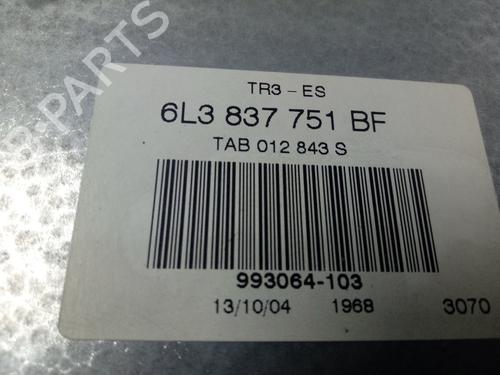 TR3 - ES
6L3 837 751 BF
TAB 012 843 S
993064-103
13/10/04 1968 3070
B-PARTS